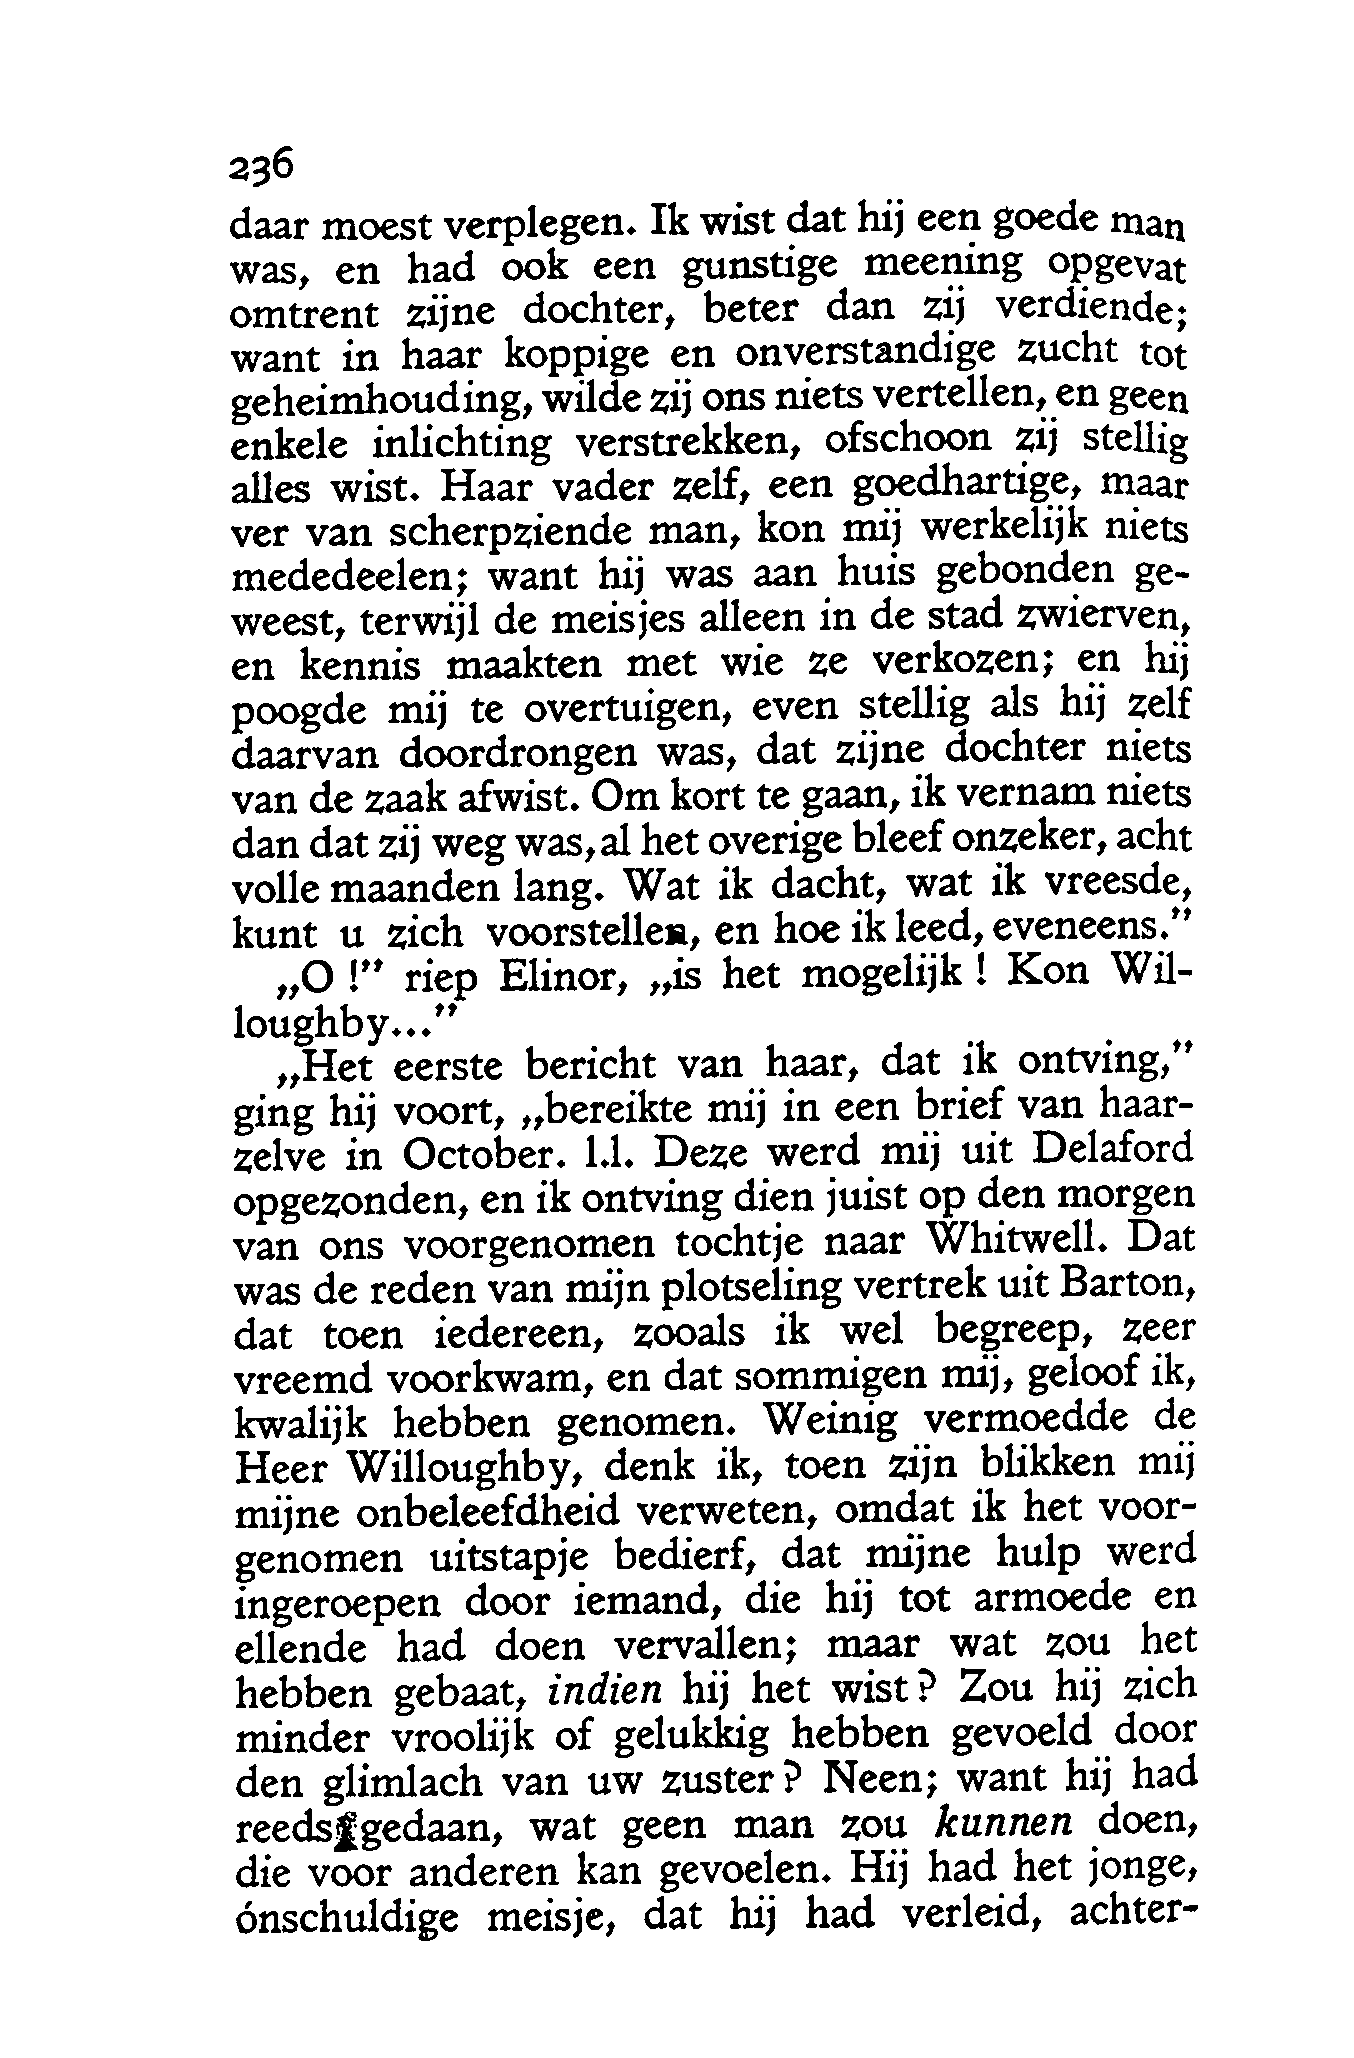 236
daar moest verplegen. Ik wist dat hij een goede man
was, en had ook een gunstige meening opgevat
omtrent zijne dochter, beter dan zij verdiende;
want in haar koppige en onverstandige zucht tot
geheimhouding, wilde zij ons niets vertellen, en geen
enkele inlichting verstrekken, ofschoon zij stellig
alles wist. Haar vader zelf, een goedhartige, maar
ver van scherpziende man, kon mij werkelijk niets
mededeelen; want hij was aan huis gebonden ge-
weest, terwijl de meisjes alleen in de stad zwierven,
en kennis maakten met wie ze verkozen; en hij
poogde mij te overtuigen, even stellig als hij zelf
daarvan doordrongen was, dat zijne dochter niets
van de zaak afwist. Om kort te gaan, ik vernam niets
dan dat zij weg was, al het overige bleef onzeker, acht
volle maanden lang. Wat ik dacht, wat ik vreesde,
kunt u zich voorstellen, en hoe ik leed, eveneens.”
„O !” riep Elinor, „is het mogelijk ! Kon Wil-
loughby...”
„Het eerste bericht van haar, dat ik ontving,”
ging hij voort, „bereikte mij in een brief van haar-
zelve in October. l.l. Deze werd mij uit Delaford
opgezonden, en ik ontving dien juist op den morgen
van ons voorgenomen tochtje naar Whitwell. Dat
was de reden van mijn plotseling vertrek uit Barton,
dat toen iedereen, zooals ik wel begreep, zeer
vreemd voorkwam, en dat sommigen mij, geloof ik,
kwalijk hebben genomen. Weinig vermoedde de
Heer Willoughby, denk ik, toen zijn blikken mij
mijne onbeleefdheid verweten, omdat ik het voor-
genomen uitstapje bedierf, dat mijne hulp werd
ingeroepen door iemand, die hij tot armoede en
ellende had doen vervallen; maar wat zou het
hebben gebaat, indien hij het wist? Zou hij zich
minder vroolijk of gelukkig hebben gevoeld door
den glimlach van uw zuster? Neen; want hij had
reeds gedaan, wat geen man zou kunnen doen,
die voor anderen kan gevoelen. Hij had het jonge,
ónschuldige meisje, dat hij had verleid, achter-